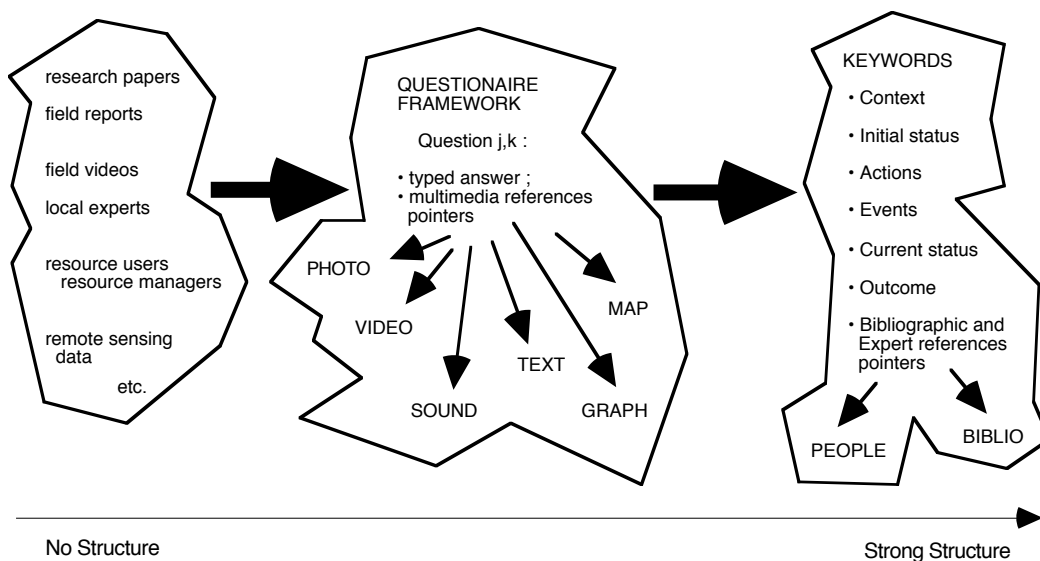 research papers
field reports
field videos
local experts
resource users
resource managers
remote sensing
data
etc.
QUESTIONAIRE
FRAMEWORK
Question j,k :
• typed answer ;
• multimedia references
pointers
PHOTO
VIDEO
SOUND
TEXT
GRAPH
MAP
KEYWORDS
• Context
• Initial status
• Actions
• Events
• Current status
• Outcome
• Bibliographic and
Expert references
pointers
PEOPLE
BIBLIO
No Structure
Strong Structure